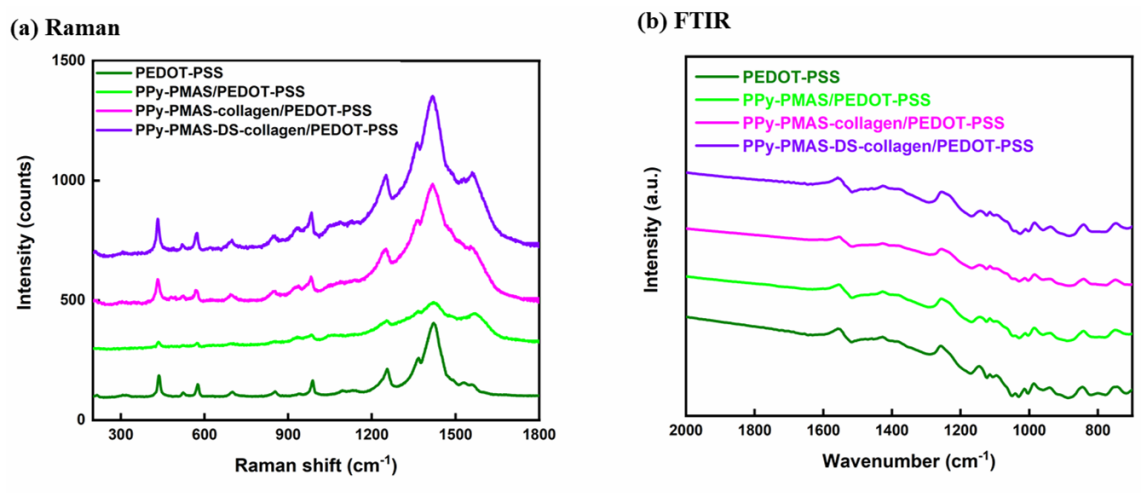 (a) Raman
1500
1000
500
0
Intensity (counts)
PEDOT-PSS
PPy-PMAS/PEDOT-PSS
PPy-PMAS-collagen/PEDOT-PSS
PPy-PMAS-DS-collagen/PEDOT-PSS
300 600 900 1200 1500 1800
Raman shift (cm⁻¹)
(b) FTIR
Intensity (a.u.)
PEDOT-PSS
PPy-PMAS/PEDOT-PSS
PPy-PMAS-collagen/PEDOT-PSS
PPy-PMAS-DS-collagen/PEDOT-PSS
2000 1800 1600 1400 1200 1000 800
Wavenumber (cm⁻¹)